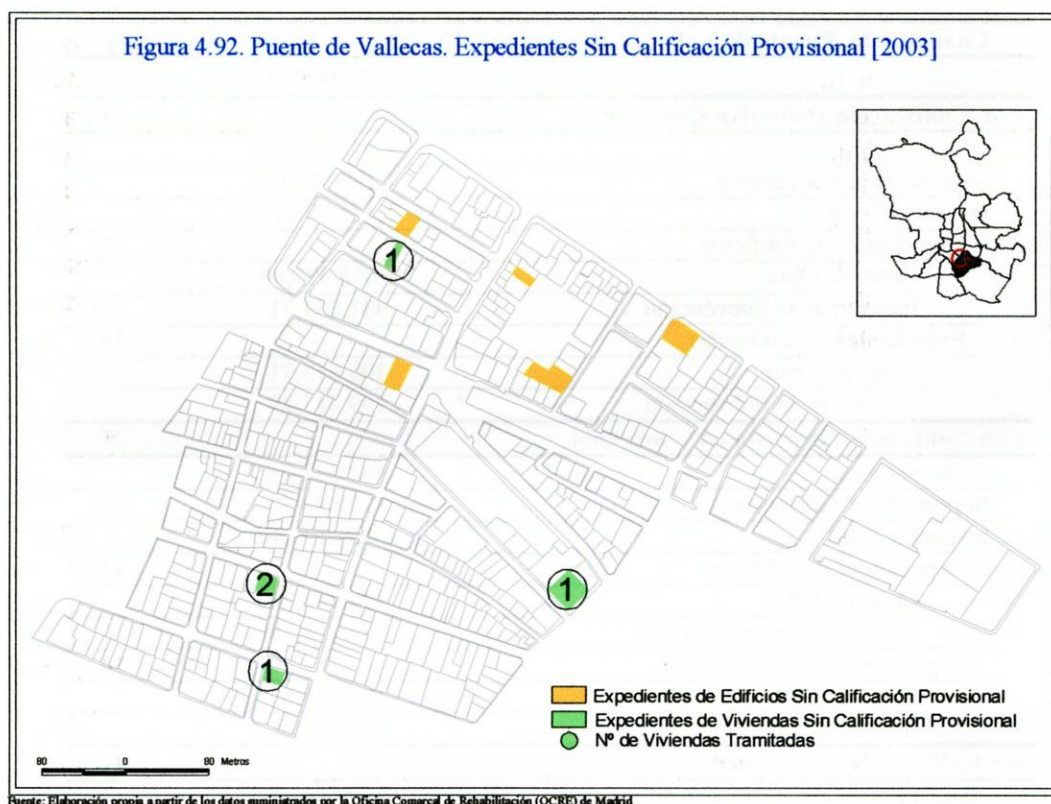 Figura 4.92. Puente de Vallecas. Expedientes Sin Calificación Provisional [2003]
1
1
2
1
Expedientes de Edificios Sin Calificación Provisional
Expedientes de Viviendas Sin Calificación Provisional
Nº de Viviendas Tramitadas
80 0 80 Metros
Fuente: Elaboración propia a partir de los datos suministrados por la Oficina Comarcal de Rehabilitación (OCRE) de Madrid